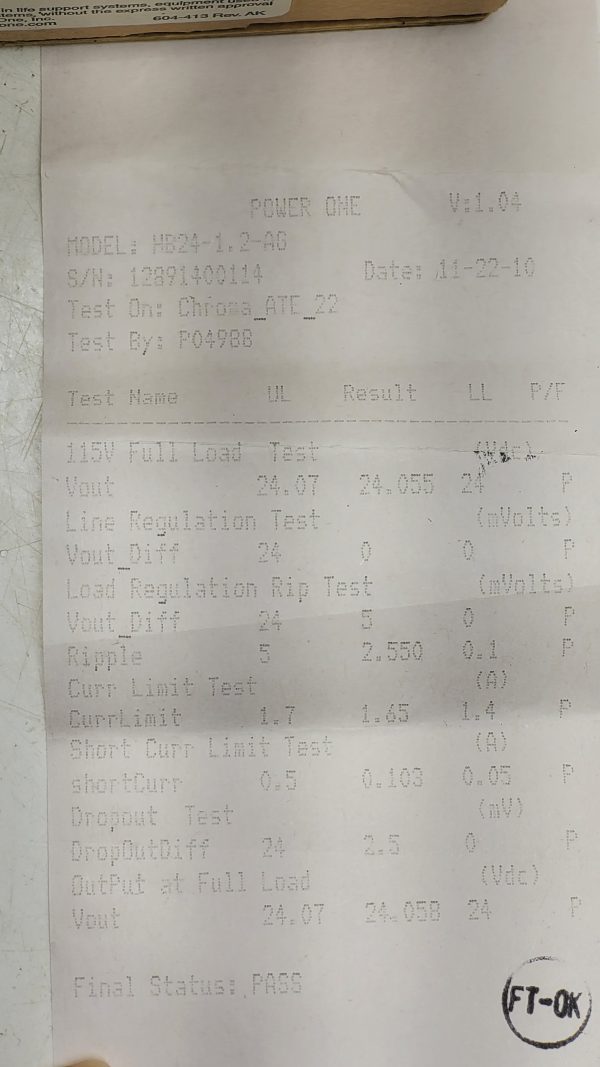 in life support systems, equipment used
tems, without the express written approval
One, Inc.
604-413 Rev. AK
one.com
POWER ONE V:1.04
MODEL: HB24-1.2-AG
S/N: 12891400114 Date: 11-22-10
Test On: Chroma_ATE_22
Test By: P04988
Test Name UL Result LL P/F
115V Full Load Test (Vdc)
Vout 24.07 24.055 24 P
Line Regulation Test (mVolts)
Vout_Diff 24 0 0 P
Load Regulation Rip Test (mVolts)
Vout_Diff 24 5 0 P
Ripple 5 2.550 0.1 P
Curr Limit Test (A)
CurrLimit 1.7 1.65 1.4 P
Short Curr Limit Test (A)
shortCurr 0.5 0.103 0.05 P
Dropout Test (mV)
DropOutDiff 24 2.5 0 P
OutPut at Full Load (Vdc)
Vout 24.07 24.058 24 P
Final Status: PASS
FT-OK